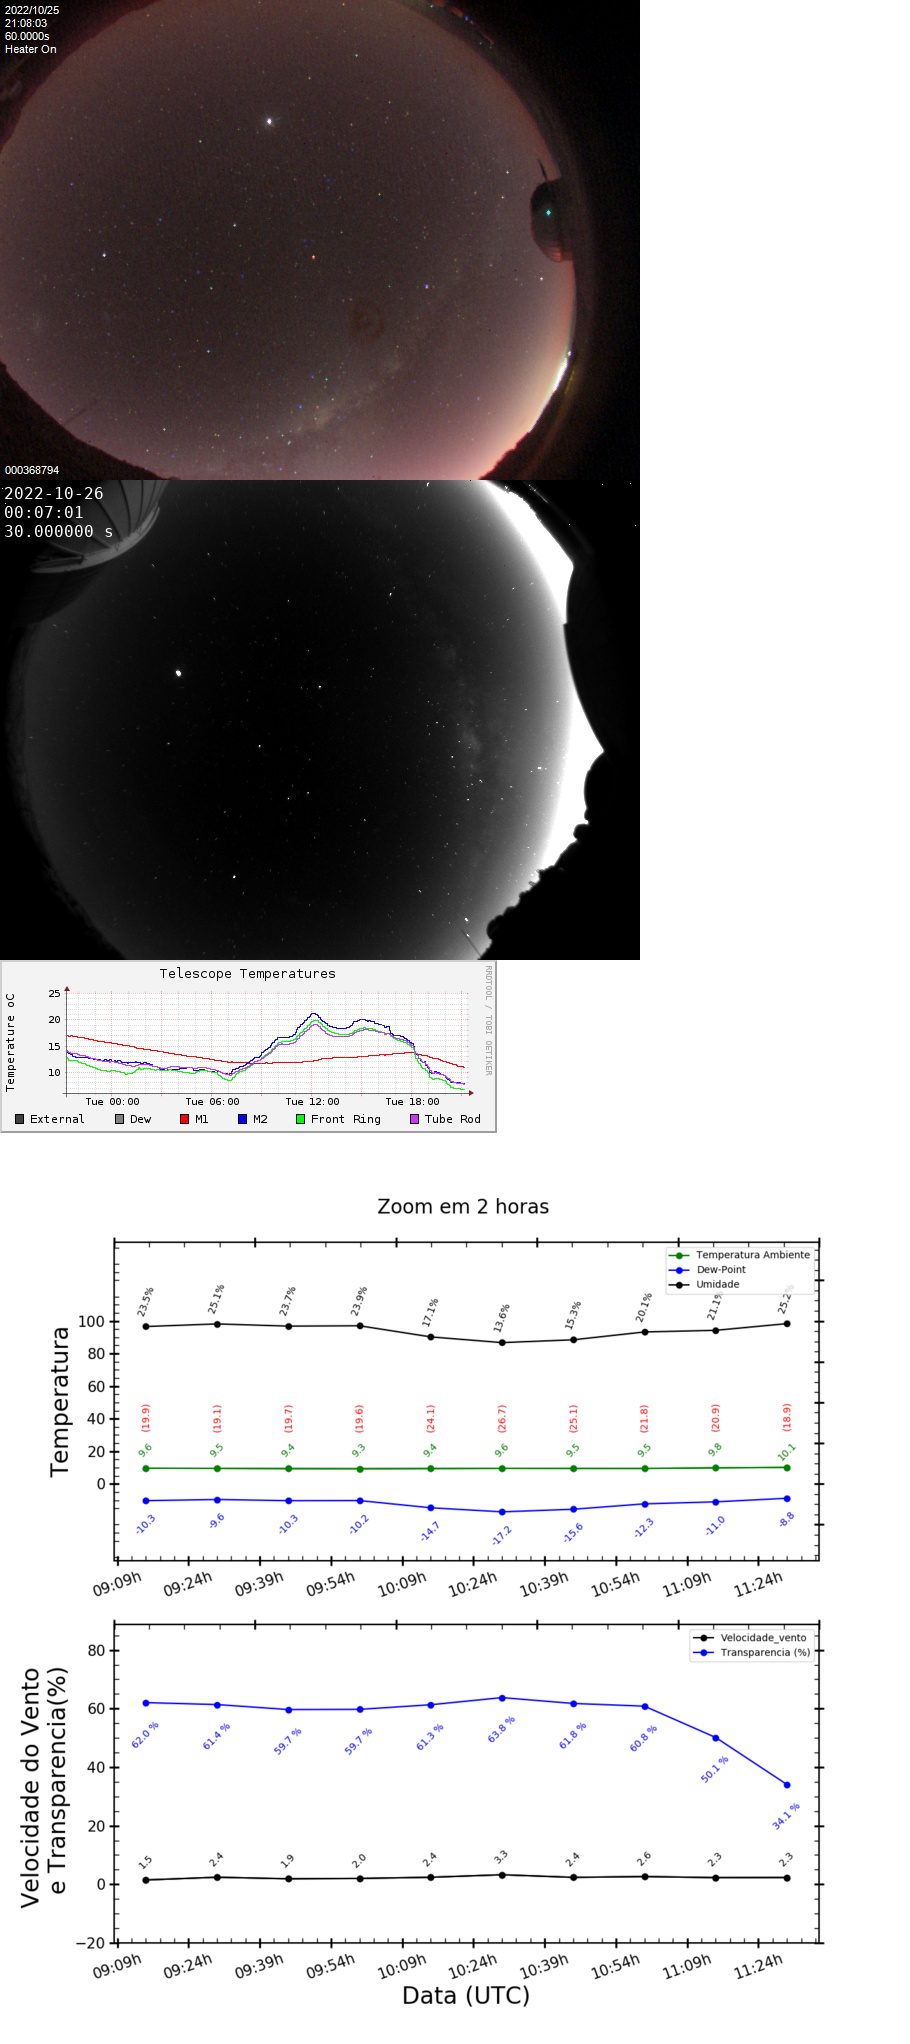 2022/10/25
21:08:03
60.0000s
Heater On
000368794
2022-10-26
00:07:01
30.000000 s
Telescope Temperatures
RRDTOOL / TOBI OETIKER
Temperature oC
25
20
15
10
Tue 00:00 Tue 06:00 Tue 12:00 Tue 18:00
External Dew M1 M2 Front Ring Tube Rod
Zoom em 2 horas
Temperatura Ambiente
Dew-Point
Umidade
23.5% 25.1% 23.7% 23.9% 17.1% 13.6% 15.3% 20.1% 21.1% 25.2%
Temperatura
100
80
60
40
20
0
(19.9) (19.1) (19.7) (19.6) (24.1) (26.7) (25.1) (21.8) (20.9) (18.9)
9.6 9.5 9.4 9.3 9.4 9.6 9.5 9.5 9.8 10.1
-10.3 -9.6 -10.3 -10.2 -14.7 -17.2 -15.6 -12.3 -11.0 -8.8
09:09h 09:24h 09:39h 09:54h 10:09h 10:24h 10:39h 10:54h 11:09h 11:24h
Velocidade_vento
Transparencia (%)
Velocidade do Vento
e Transparencia(%)
80
60
40
20
0
−20
62.0 % 61.4 % 59.7 % 59.7 % 61.3 % 63.8 % 61.8 % 60.8 % 50.1 % 34.1 %
1.5 2.4 1.9 2.0 2.4 3.3 2.4 2.6 2.3 2.3
09:09h 09:24h 09:39h 09:54h 10:09h 10:24h 10:39h 10:54h 11:09h 11:24h
Data (UTC)